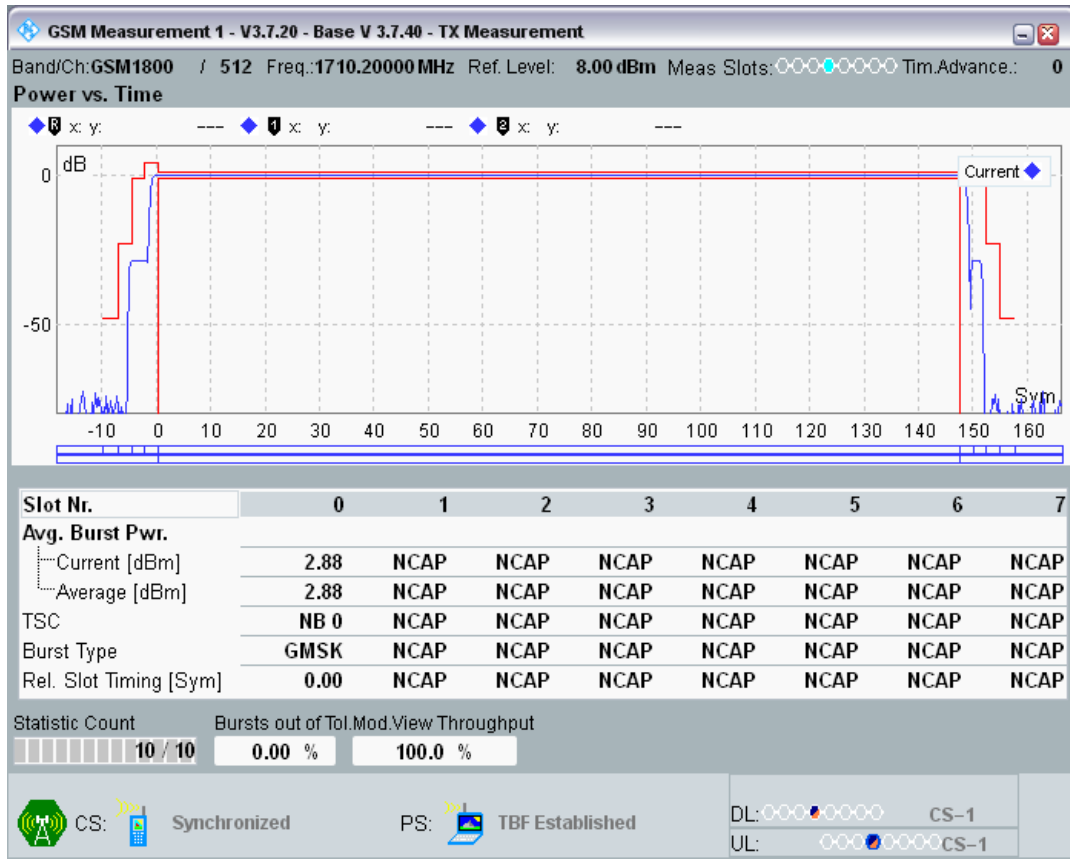 GSM Measurement 1 - V3.7.20 - Base V 3.7.40 - TX Measurement
Band/Ch:GSM1800 / 512 Freq.:1710.20000 MHz Ref. Level: 8.00 dBm Meas Slots: Tim.Advance.: 0
Power vs. Time
R x: y: --- 1 x: y: --- 2 x: y: ---
dB
Current
0
-50
Sym
-10 0 10 20 30 40 50 60 70 80 90 100 110 120 130 140 150 160
Slot Nr. 0 1 2 3 4 5 6 7
Avg. Burst Pwr.
Current [dBm] 2.88 NCAP NCAP NCAP NCAP NCAP NCAP NCAP
Average [dBm] 2.88 NCAP NCAP NCAP NCAP NCAP NCAP NCAP
TSC NB 0 NCAP NCAP NCAP NCAP NCAP NCAP NCAP
Burst Type GMSK NCAP NCAP NCAP NCAP NCAP NCAP NCAP
Rel. Slot Timing [Sym] 0.00 NCAP NCAP NCAP NCAP NCAP NCAP NCAP
Statistic Count Bursts out of Tol.Mod.View Throughput
10 / 10 0.00 % 100.0 %
CS: Synchronized PS: TBF Established DL: CS-1
UL: CS-1